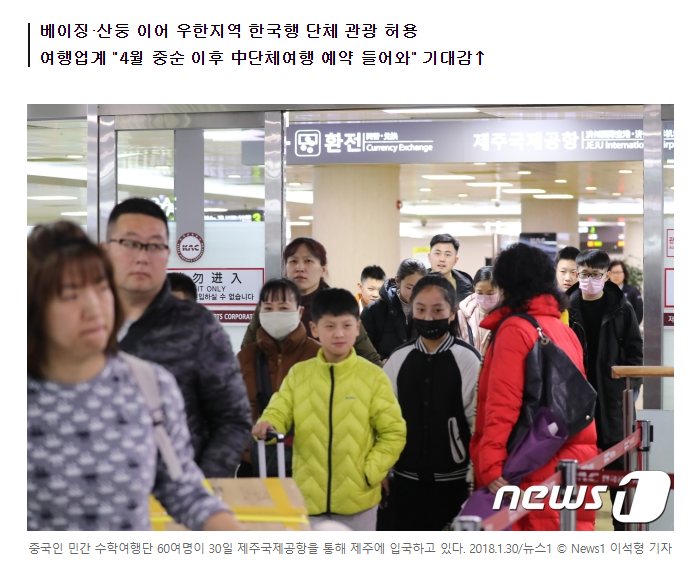 베이징·산둥 이어 우한지역 한국행 단체 관광 허용
여행업계 "4월 중순 이후 中단체여행 예약 들어와" 기대감↑
환전
Currency Exchange
제주국제공항
JEJU International
KAC
勿 进 入
IT ONLY
입하실 수 없습니다
RTS CORPORAT
news1
중국인 민간 수학여행단 60여명이 30일 제주국제공항을 통해 제주에 입국하고 있다. 2018.1.30/뉴스1 © News1 이석형 기자